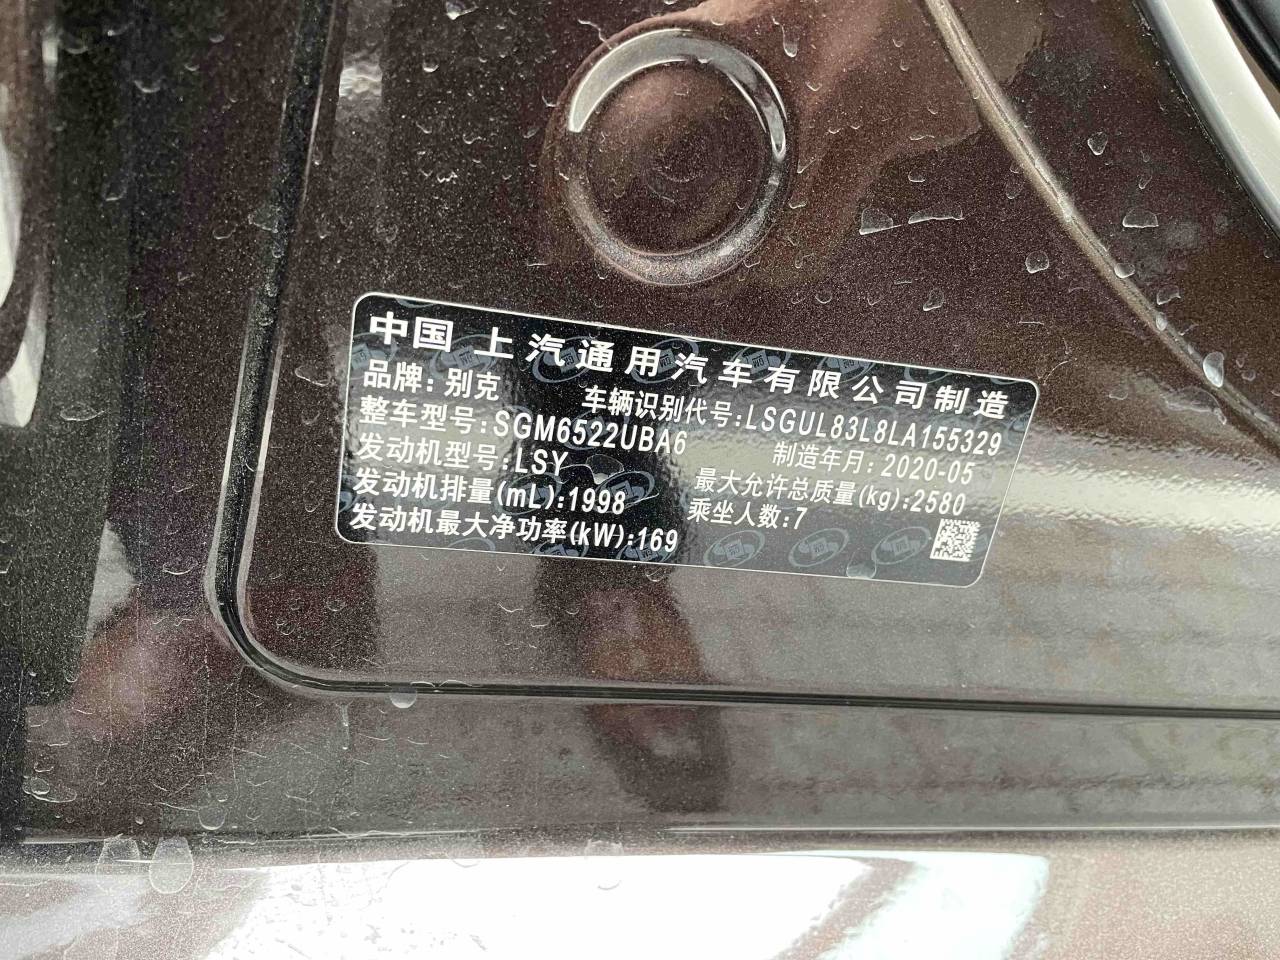 中国 上汽通用汽车有限公司制造
品牌: 别克 车辆识别代号:LSGUL83L8LA155329
整车型号:SGM6522UBA6 制造年月: 2020-05
发动机型号:LSY 最大允许总质量(kg):2580
发动机排量(mL):1998 乘坐人数:7
发动机最大净功率(kW):169